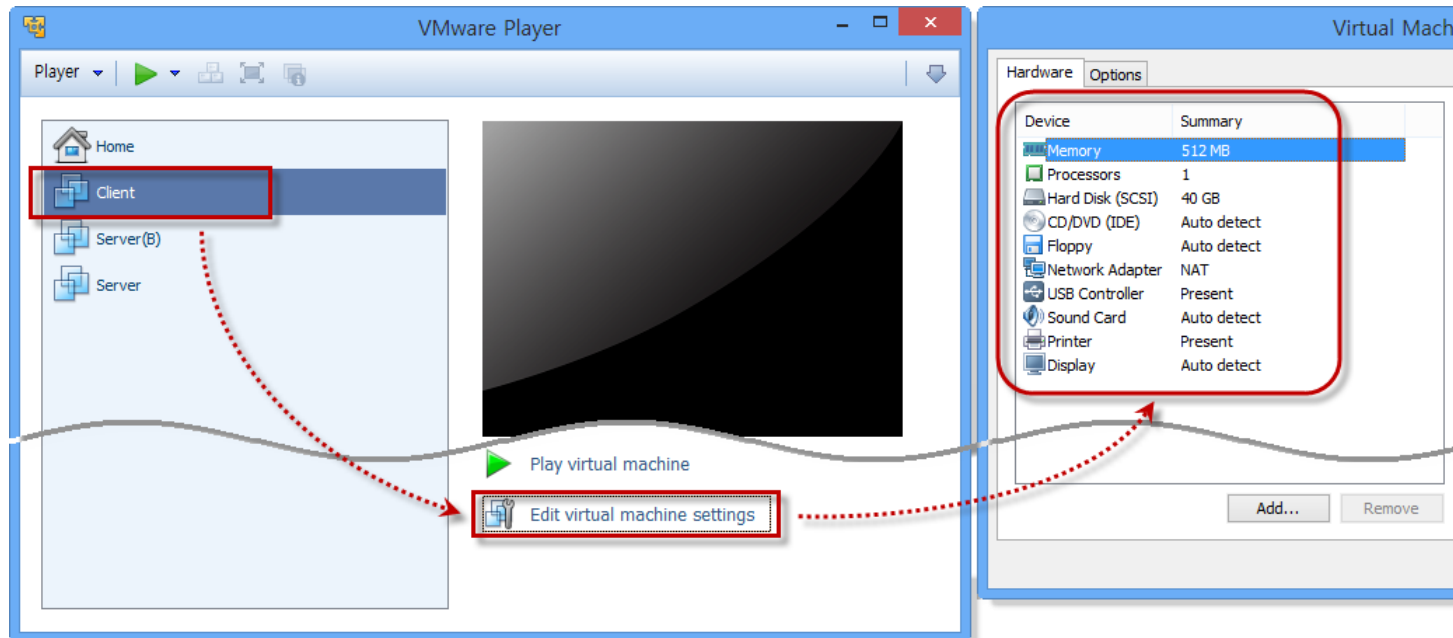 VMware Player
Player
Home
Client
Server(B)
Server
Play virtual machine
Edit virtual machine settings
Virtual Mach
Hardware Options
Device Summary
Memory 512 MB
Processors 1
Hard Disk (SCSI) 40 GB
CD/DVD (IDE) Auto detect
Floppy Auto detect
Network Adapter NAT
USB Controller Present
Sound Card Auto detect
Printer Present
Display Auto detect
Add... Remove